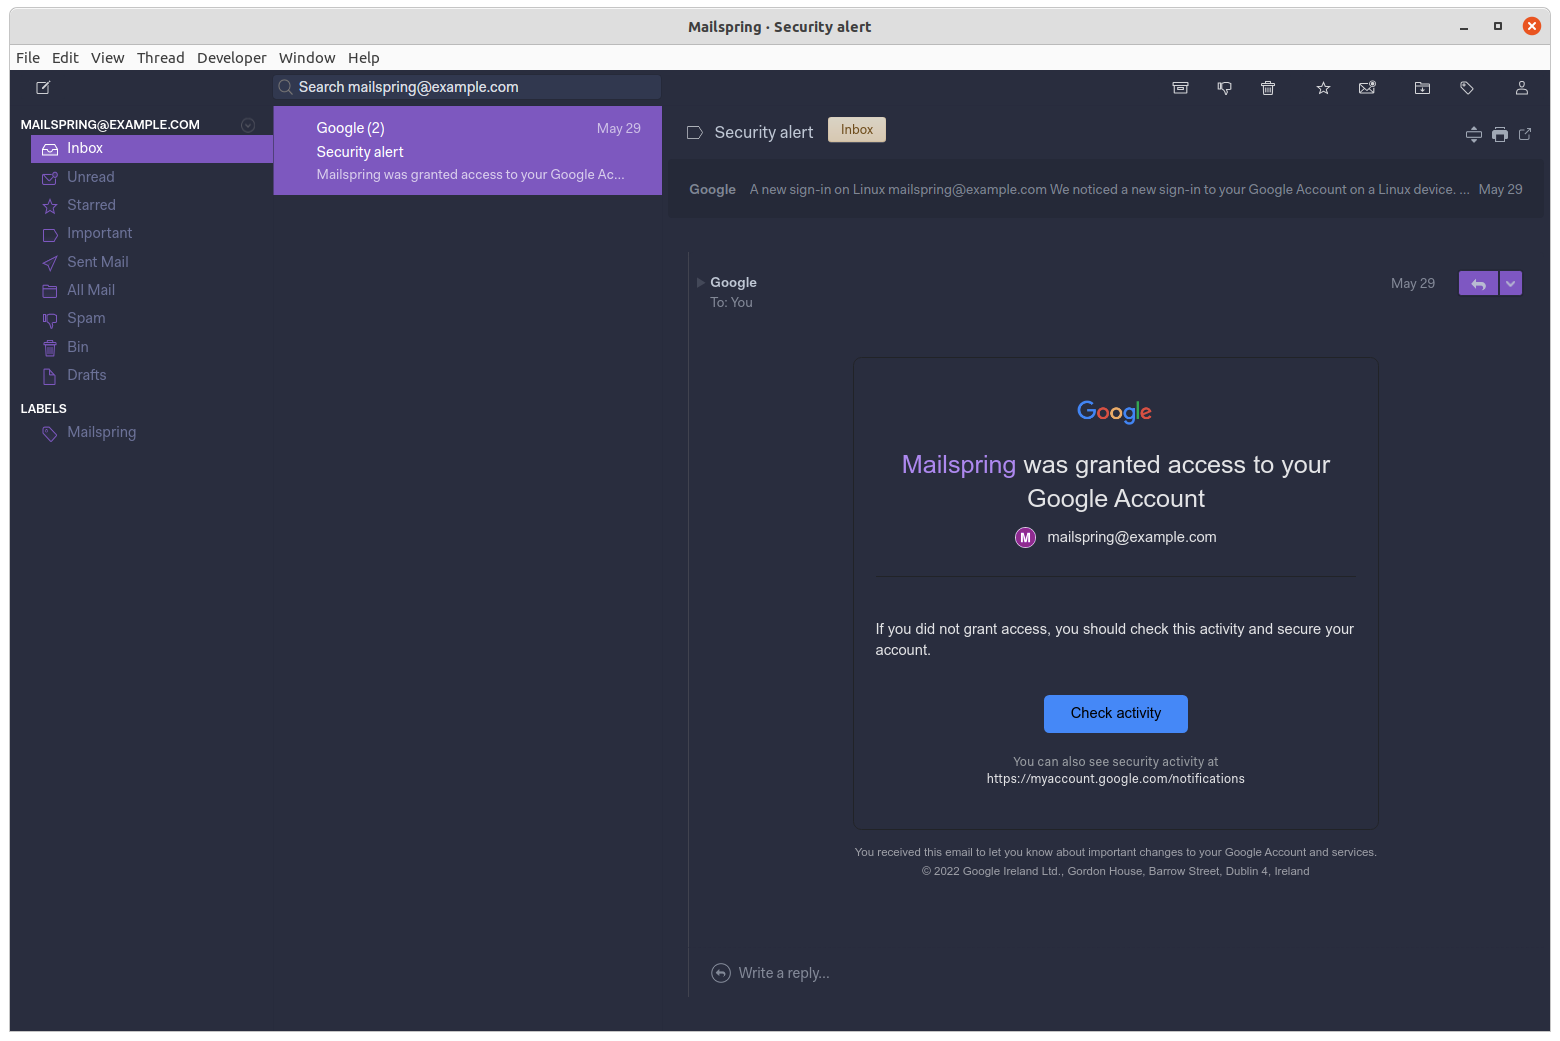 Mailspring · Security alert
File Edit View Thread Developer Window Help
Search mailspring@example.com
MAILSPRING@EXAMPLE.COM
Inbox
Unread
Starred
Important
Sent Mail
All Mail
Spam
Bin
Drafts
LABELS
Mailspring
Google (2) May 29
Security alert
Mailspring was granted access to your Google Ac...
Security alert Inbox
Google A new sign-in on Linux mailspring@example.com We noticed a new sign-in to your Google Account on a Linux device. ... May 29
Google May 29
To: You
Google
Mailspring was granted access to your
Google Account
M mailspring@example.com
If you did not grant access, you should check this activity and secure your
account.
Check activity
You can also see security activity at
https://myaccount.google.com/notifications
You received this email to let you know about important changes to your Google Account and services.
© 2022 Google Ireland Ltd., Gordon House, Barrow Street, Dublin 4, Ireland
Write a reply...